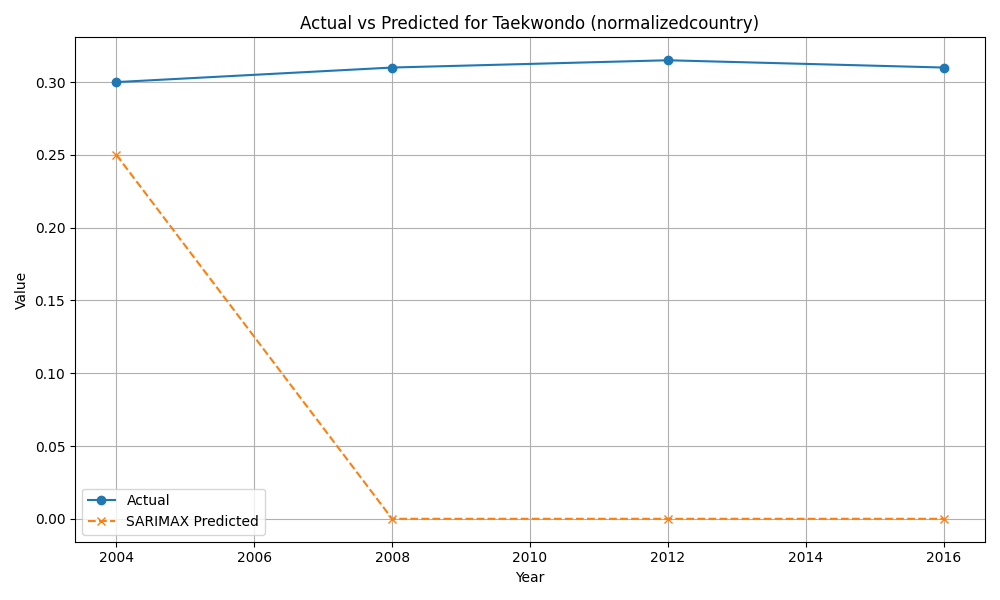 Actual vs Predicted for Taekwondo (normalizedcountry)
Value
0.30
0.25
0.20
0.15
0.10
0.05
0.00
Actual
SARIMAX Predicted
2004 2006 2008 2010 2012 2014 2016
Year